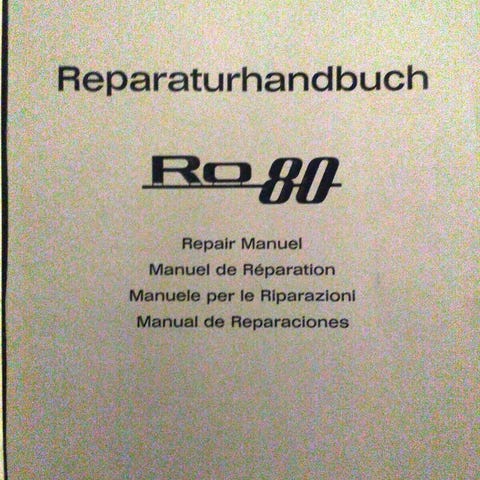 Reparaturhandbuch
Ro 80
Repair Manuel
Manuel de Réparation
Manuele per le Riparazioni
Manual de Reparaciones